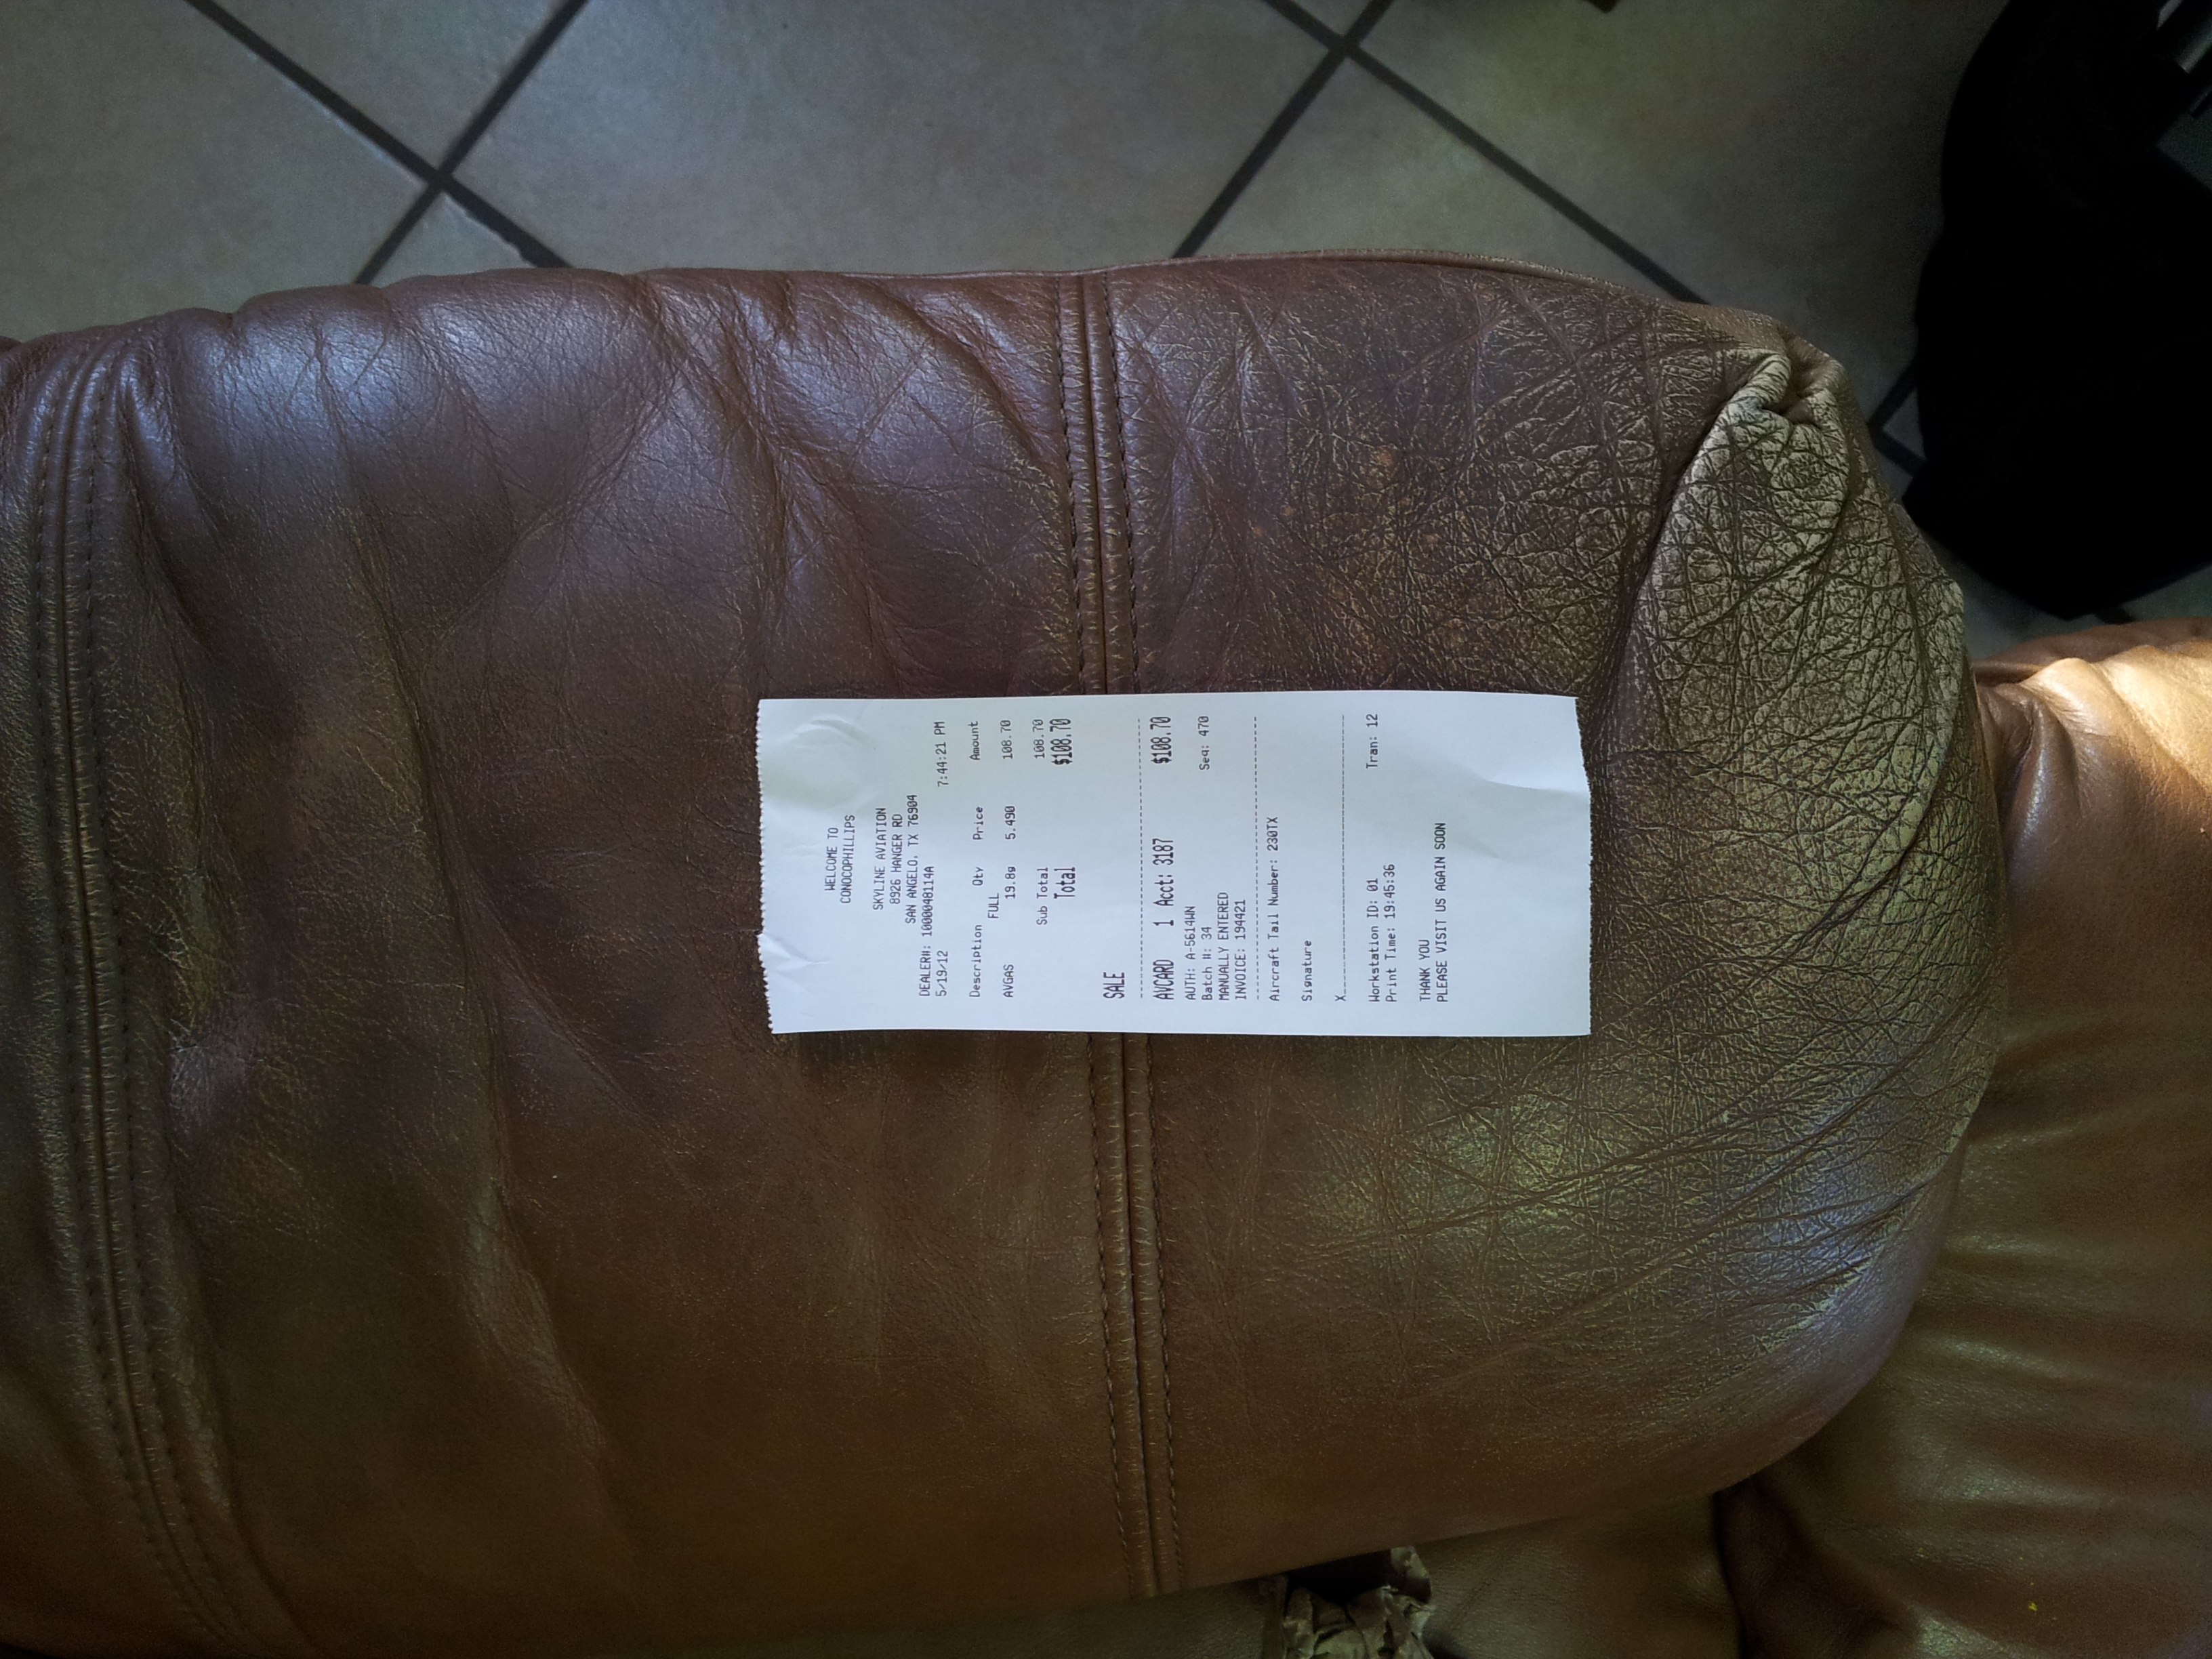 WELCOME TO
CONOCOPHILLIPS
SKYLINE AVIATION
8926 HANGER RD
SAN ANGELO, TX 76904
DEALER#: 1000048114A
5/19/12 7:44:21 PM
Description Qty Price Amount
FULL
AVGAS 19.8g 5.490 108.70
Sub Total 108.70
Total $108.70
SALE
AVCARD 1 Acct: 3187 $108.70
AUTH: A-5614WN
Batch #: 34 Seq: 470
MANUALLY ENTERED
INVOICE: 194421
Aircraft Tail Number: 230TX
Signature
X
Workstation ID: 01 Tran: 12
Print Time: 19:45:36
THANK YOU
PLEASE VISIT US AGAIN SOON